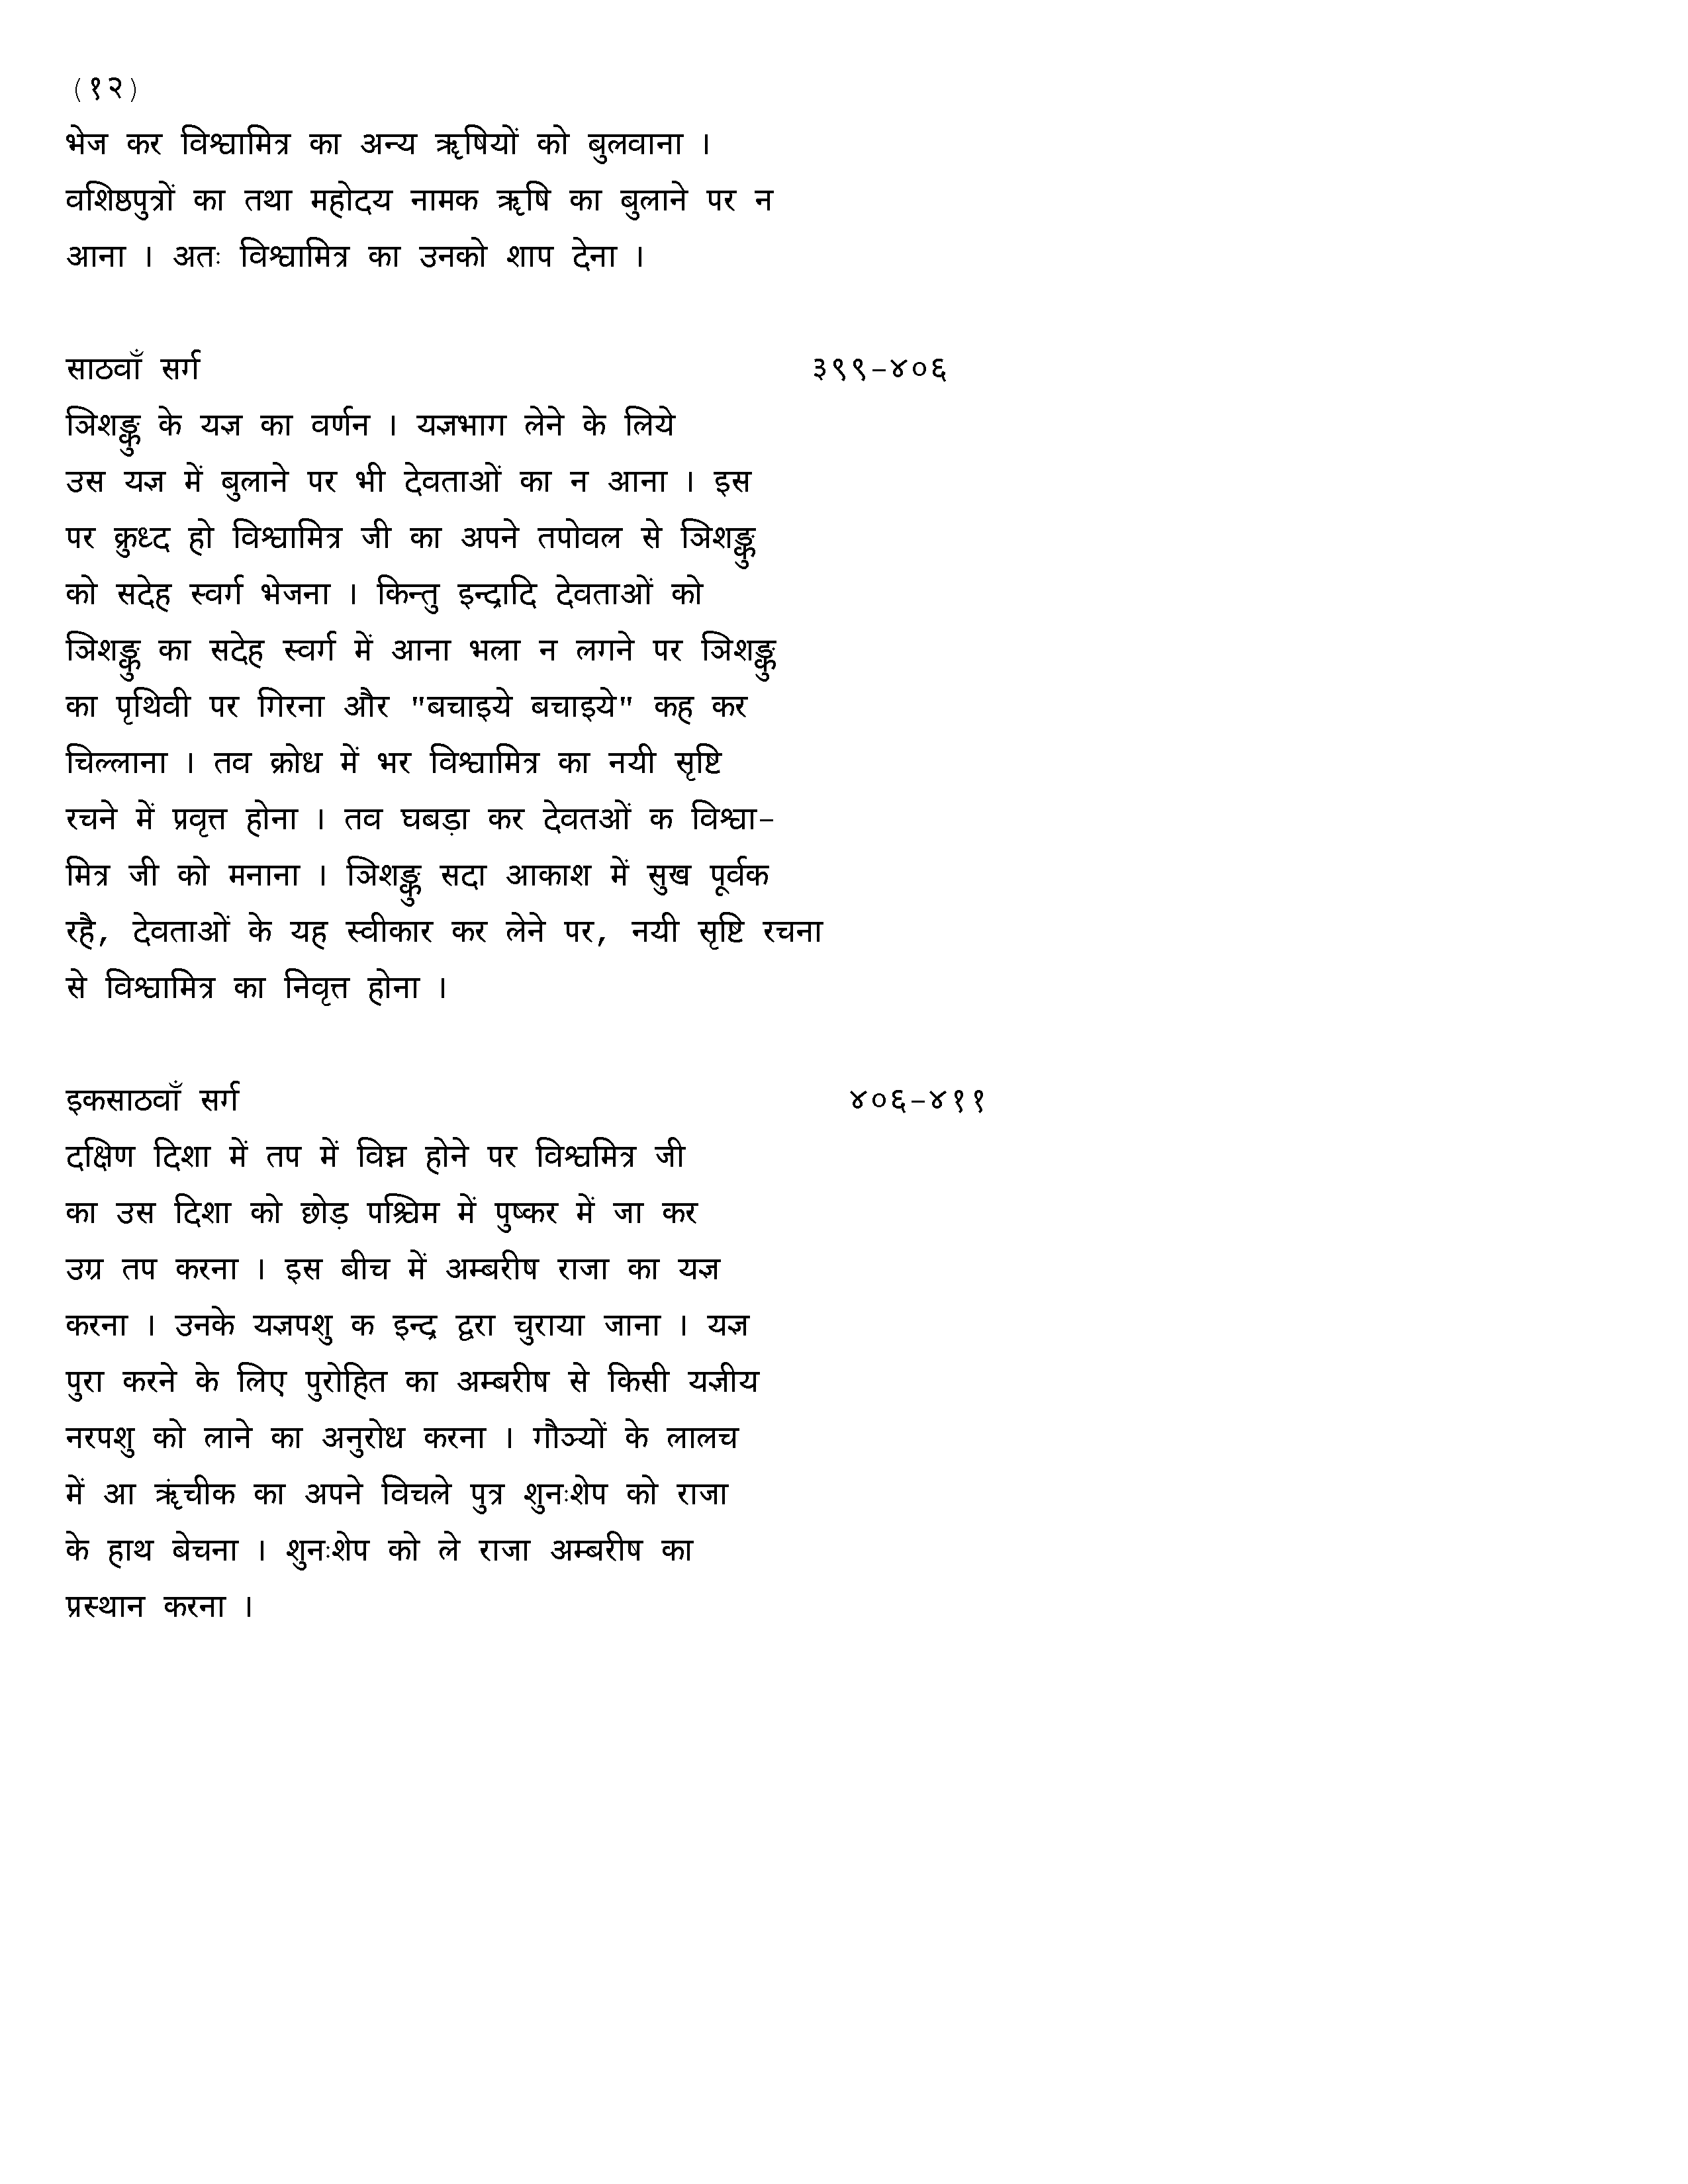 (१२)
भेज कर विश्वामित्र का अन्य ऋषियों को बुलवाना ।
वशिष्ठपुत्रों का तथा महोदय नामक ऋषि का बुलाने पर न
आना । अतः विश्वामित्र का उनको शाप देना ।
साठवाँ सर्ग ३९९-४०६
ञिशङ्कु के यज्ञ का वर्णन । यज्ञभाग लेने के लिये
उस यज्ञ में बुलाने पर भी देवताओं का न आना । इस
पर क्रुध्द हो विश्वामित्र जी का अपने तपोवल से ञिशङ्कु
को सदेह स्वर्ग भेजना । किन्तु इन्द्रादि देवताओं को
ञिशङ्कु का सदेह स्वर्ग में आना भला न लगने पर ञिशङ्कु
का पृथिवी पर गिरना और "बचाइये बचाइये" कह कर
चिल्लाना । तव क्रोध में भर विश्वामित्र का नयी सृष्टि
रचने में प्रवृत्त होना । तव घबड़ा कर देवतओं क विश्वा-
मित्र जी को मनाना । ञिशङ्कु सदा आकाश में सुख पूर्वक
रहै, देवताओं के यह स्वीकार कर लेने पर, नयी सृष्टि रचना
से विश्वामित्र का निवृत्त होना ।
इकसाठवाँ सर्ग ४०६-४११
दक्षिण दिशा में तप में विघ्न होने पर विश्वमित्र जी
का उस दिशा को छोड़ पश्चिम में पुष्कर में जा कर
उग्र तप करना । इस बीच में अम्बरीष राजा का यज्ञ
करना । उनके यज्ञपशु क इन्द्र द्वरा चुराया जाना । यज्ञ
पुरा करने के लिए पुरोहित का अम्बरीष से किसी यज्ञीय
नरपशु को लाने का अनुरोध करना । गौञ्यों के लालच
में आ ऋंचीक का अपने विचले पुत्र शुनःशेप को राजा
के हाथ बेचना । शुनःशेप को ले राजा अम्बरीष का
प्रस्थान करना ।